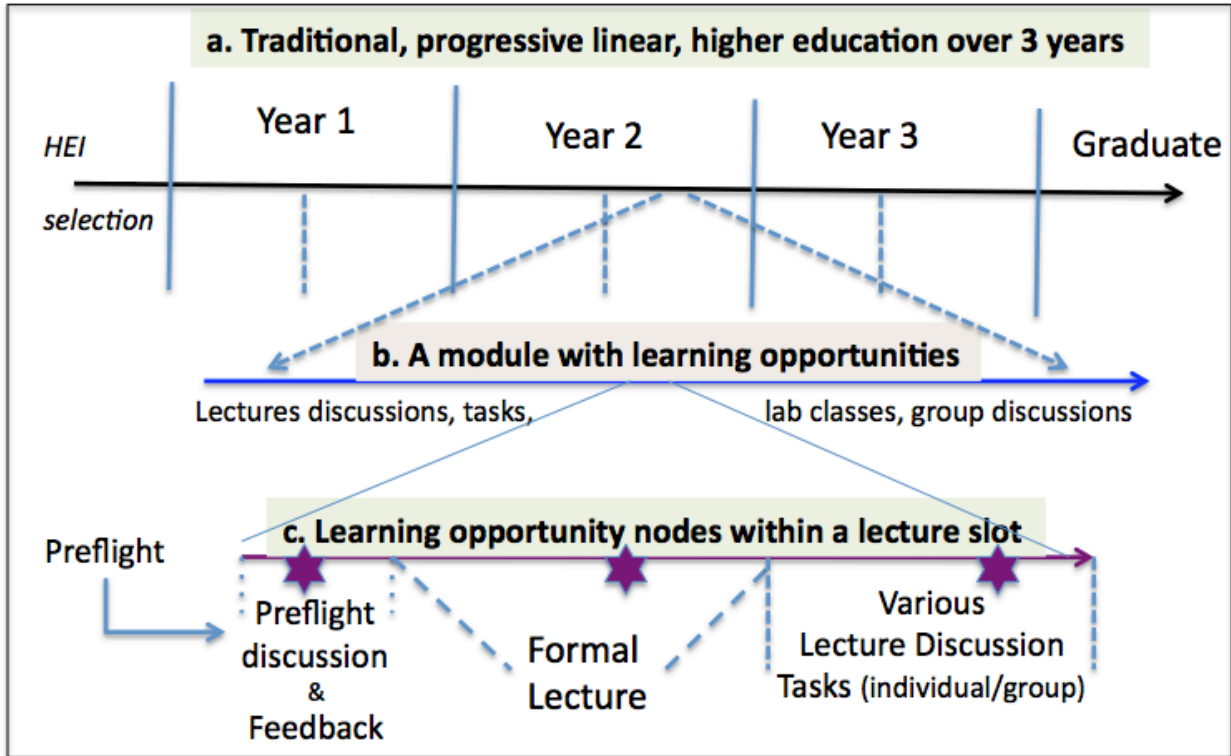 a. Traditional, progressive linear, higher education over 3 years
Year 1
Year 2
Year 3
HEI
Graduate
selection
b. A module with learning opportunities
Lectures discussions, tasks,
lab classes, group discussions
c. Learning opportunity nodes within a lecture slot
Preflight
Preflight
discussion
&
Feedback
Formal
Lecture
Various
Lecture Discussion
Tasks (individual/group)